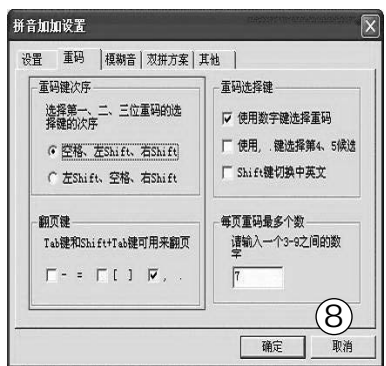 拼音加加设置
设置 重码 模糊音 双拼方案 其他
重码键次序
选择第一、二、三位重码的选
择键的次序
空格、左Shift、右Shift
左Shift、空格、右Shift
重码选择键
使用数字键选择重码
使用, .键选择第4、5候选
Shift键切换中英文
翻页键
Tab键和Shift+Tab键可用来翻页
- = [ ] , .
每页重码最多个数
请输入一个3-9之间的数
字
7
⑧
确定 取消